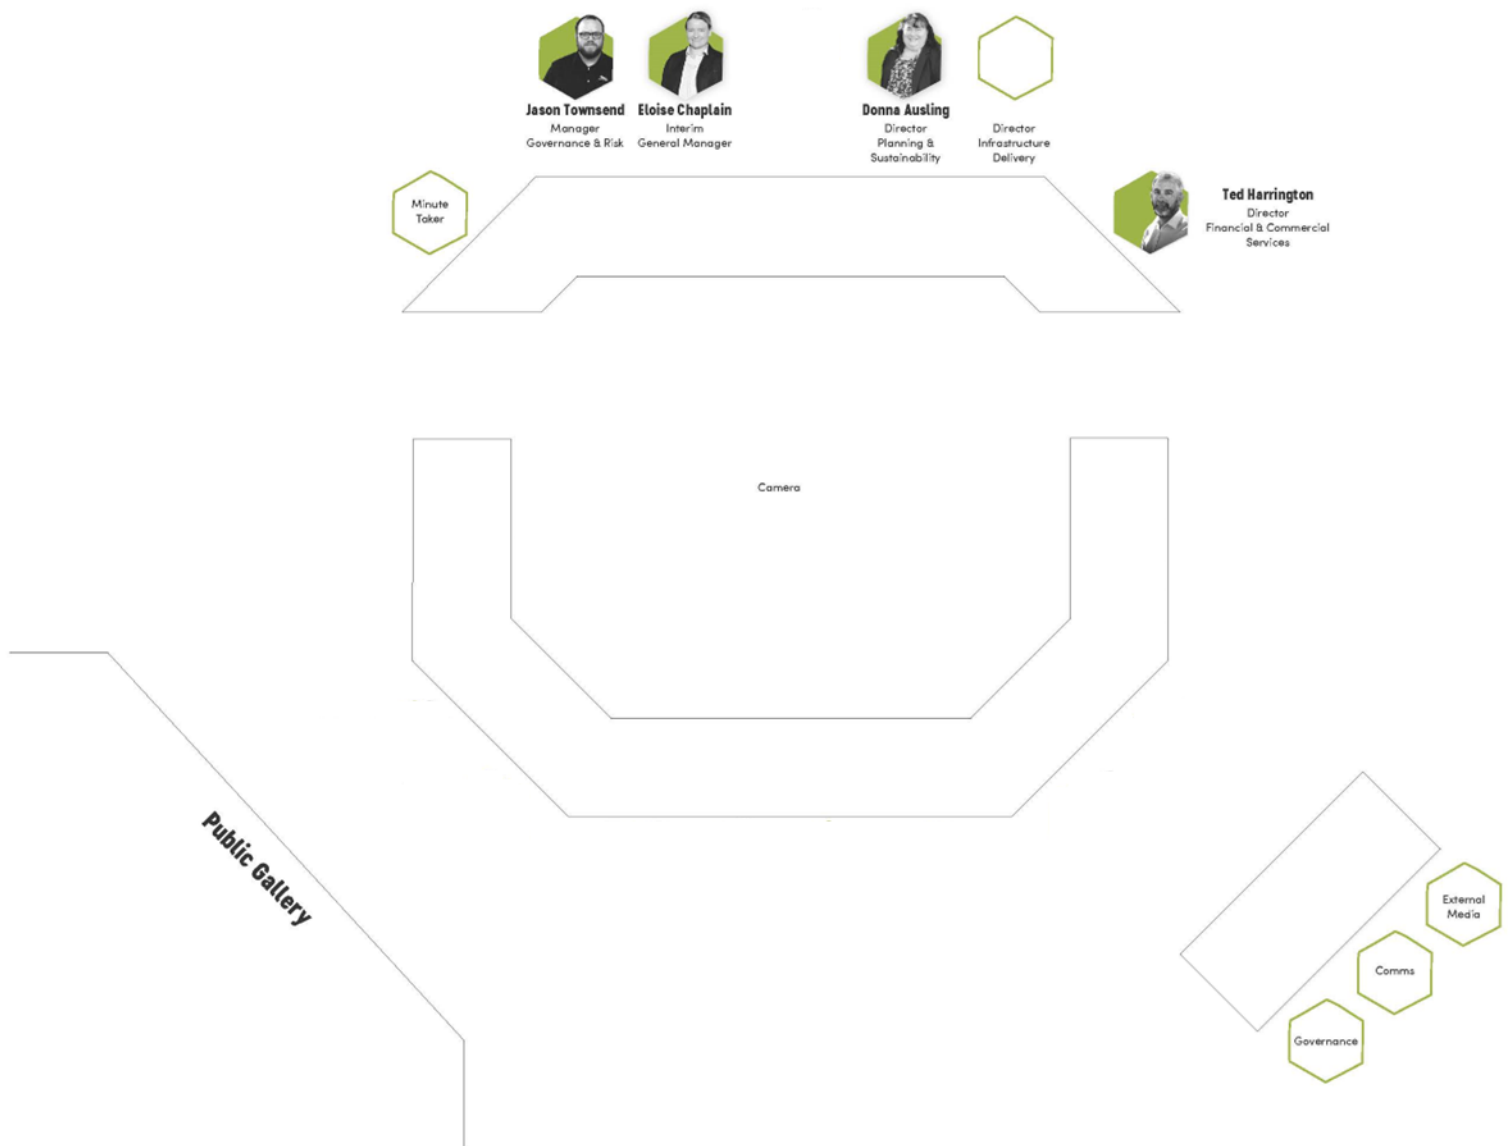 Jason Townsend
Manager
Governance & Risk
Eloise Chaplain
Interim
General Manager
Donna Ausling
Director
Planning &
Sustainability
Director
Infrastructure
Delivery
Minute
Taker
Ted Harrington
Director
Financial & Commercial
Services
Camera
Public Gallery
External
Media
Comms
Governance